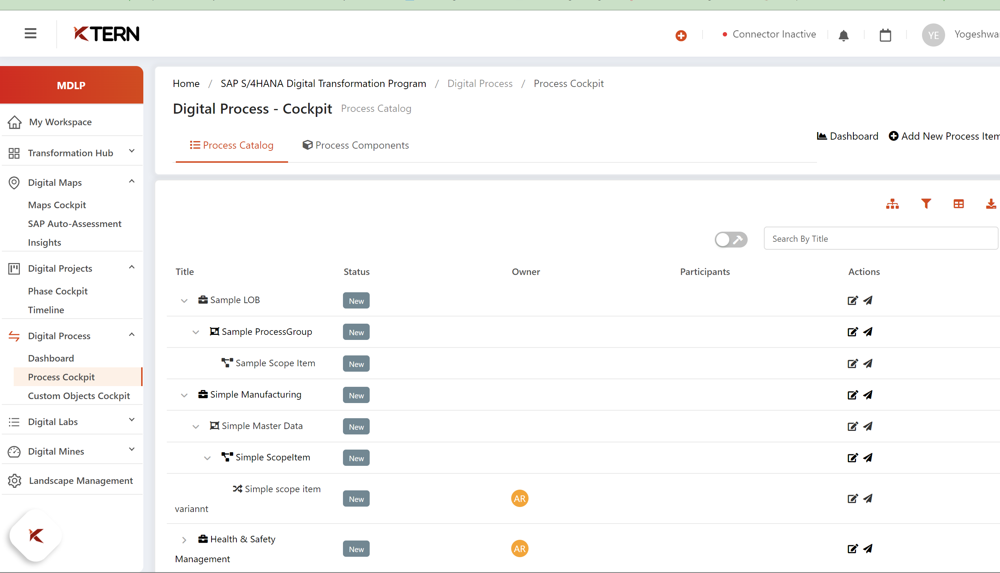 KTERN
Connector Inactive
YE
MDLP
My Workspace
Transformation Hub
Digital Maps
Maps Cockpit
SAP Auto-Assessment
Insights
Digital Projects
Phase Cockpit
Timeline
Digital Process
Dashboard
Process Cockpit
Custom Objects Cockpit
Digital Labs
Digital Mines
Landscape Management
Home / SAP S/4HANA Digital Transformation Program / Digital Process / Process Cockpit
Digital Process - Cockpit Process Catalog
Process Catalog Process Components
Dashboard Add New Process Item
Search By Title
Title Status Owner Participants Actions
Sample LOB New
Sample ProcessGroup New
Sample Scope Item New
Simple Manufacturing New
Simple Master Data New
Simple ScopeItem New
Simple scope item
variannt New AR
Health & Safety
Management New AR